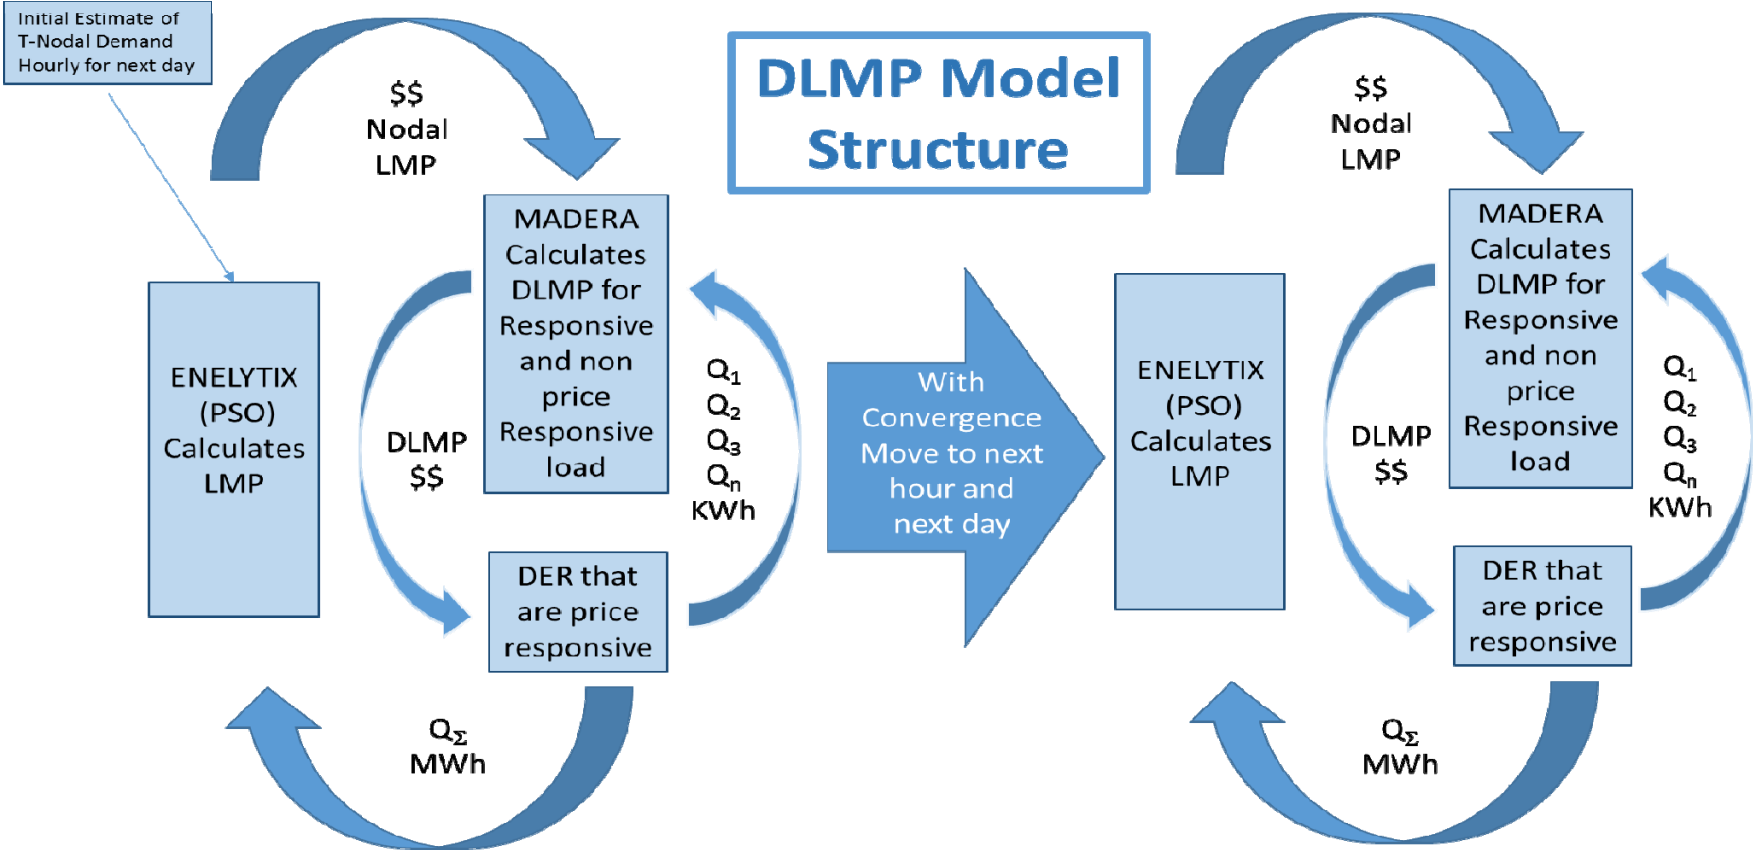 Initial Estimate of
T-Nodal Demand
Hourly for next day
$$
Nodal
LMP
DLMP Model
Structure
$$
Nodal
LMP
ENELYTIX
(PSO)
Calculates
LMP
MADERA
Calculates
DLMP for
Responsive
and non
price
Responsive
load
DLMP
$$
Q₁
Q₂
Q₃
Qₙ
KWh
DER that
are price
responsive
Q_Σ
MWh
With
Convergence
Move to next
hour and
next day
ENELYTIX
(PSO)
Calculates
LMP
MADERA
Calculates
DLMP for
Responsive
and non
price
Responsive
load
DLMP
$$
Q₁
Q₂
Q₃
Qₙ
KWh
DER that
are price
responsive
Q_Σ
MWh